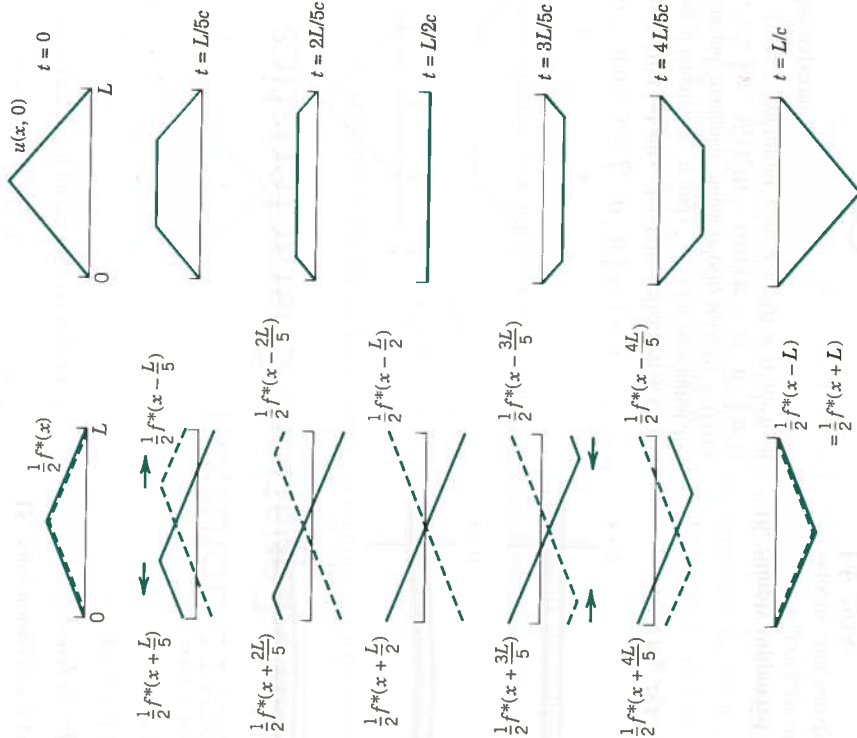 ½f*(x)
u(x, 0)
t = 0
0
L
0
L
½f*(x + L/5)
½f*(x − L/5)
t = L/5c
½f*(x + 2L/5)
½f*(x − 2L/5)
t = 2L/5c
½f*(x + L/2)
½f*(x − L/2)
t = L/2c
½f*(x + 3L/5)
½f*(x − 3L/5)
t = 3L/5c
½f*(x + 4L/5)
½f*(x − 4L/5)
t = 4L/5c
½f*(x − L)
= ½f*(x + L)
t = L/c